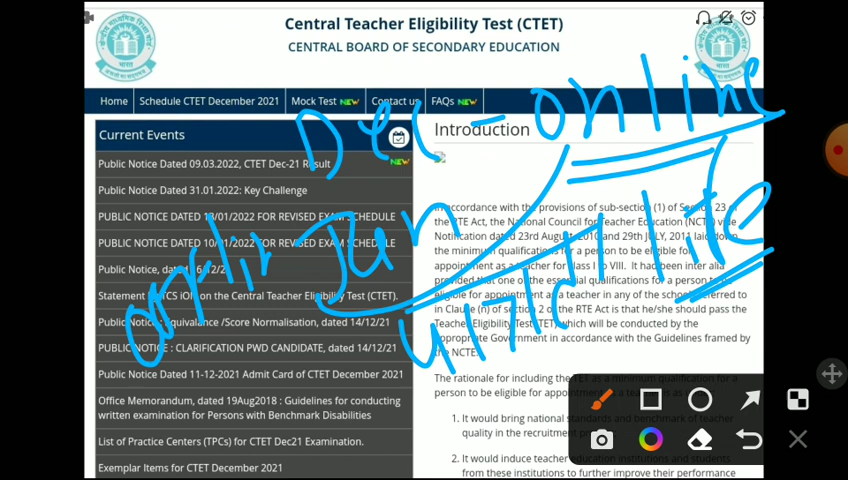 Central Teacher Eligibility Test (CTET)
CENTRAL BOARD OF SECONDARY EDUCATION
Home
Schedule CTET December 2021
Mock Test NEW
Contact us
FAQs NEW
Dec - online
Current Events
Public Notice Dated 09.03.2022, CTET Dec-21 Result NEW
Public Notice Dated 31.01.2022: Key Challenge
PUBLIC NOTICE DATED 13/01/2022 FOR REVISED EXAM SCHEDULE
PUBLIC NOTICE DATED 10/01/2022 FOR REVISED EXAM SCHEDULE
Public Notice, dated 16/12/2
Statement TCS iON on the Central Teacher Eligibility Test (CTET).
Public Notice: Equivalance /Score Normalisation, dated 14/12/21
PUBLIC NOTICE : CLARIFICATION PWD CANDIDATE, dated 14/12/21
Public Notice Dated 11-12-2021 Admit Card of CTET December 2021
Office Memorandum, dated 19Aug2018 : Guidelines for conducting
written examination for Persons with Benchmark Disabilities
List of Practice Centers (TPCs) for CTET Dec21 Examination.
Exemplar Items for CTET December 2021
Jun
Introduction
In accordance with the provisions of sub-section (1) of Section 23 of
the RTE Act, the National Council for Teacher Education (NCTE) vide
Notification dated 23rd August, 2010 and 29th JULY, 2011 laid down
the minimum qualifications for a person to be eligible for
appointment as a teacher for class I to VIII. It had been inter alia
provided that one of the essential qualifications for a person to be
eligible for appointment as a teacher in any of the schools referred to
in Clause (n) of section 2 of the RTE Act is that he/she should pass the
Teacher Eligibility Test (TET) which will be conducted by the
appropriate Government in accordance with the Guidelines framed by
the NCTE.
The rationale for including the TET as a minimum qualification for a
person to be eligible for appointment as a teacher is as
1. It would bring national standards and benchmark of teacher
quality in the recruitment
2. It would induce teacher education institutions and students
from these institutions to further improve their performance